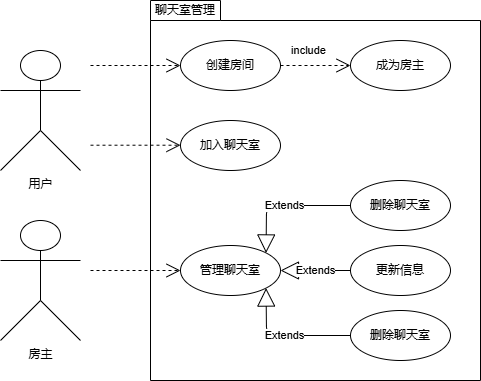 聊天室管理
创建房间
include
成为房主
用户
加入聊天室
Extends
删除聊天室
房主
管理聊天室
Extends
更新信息
Extends
删除聊天室